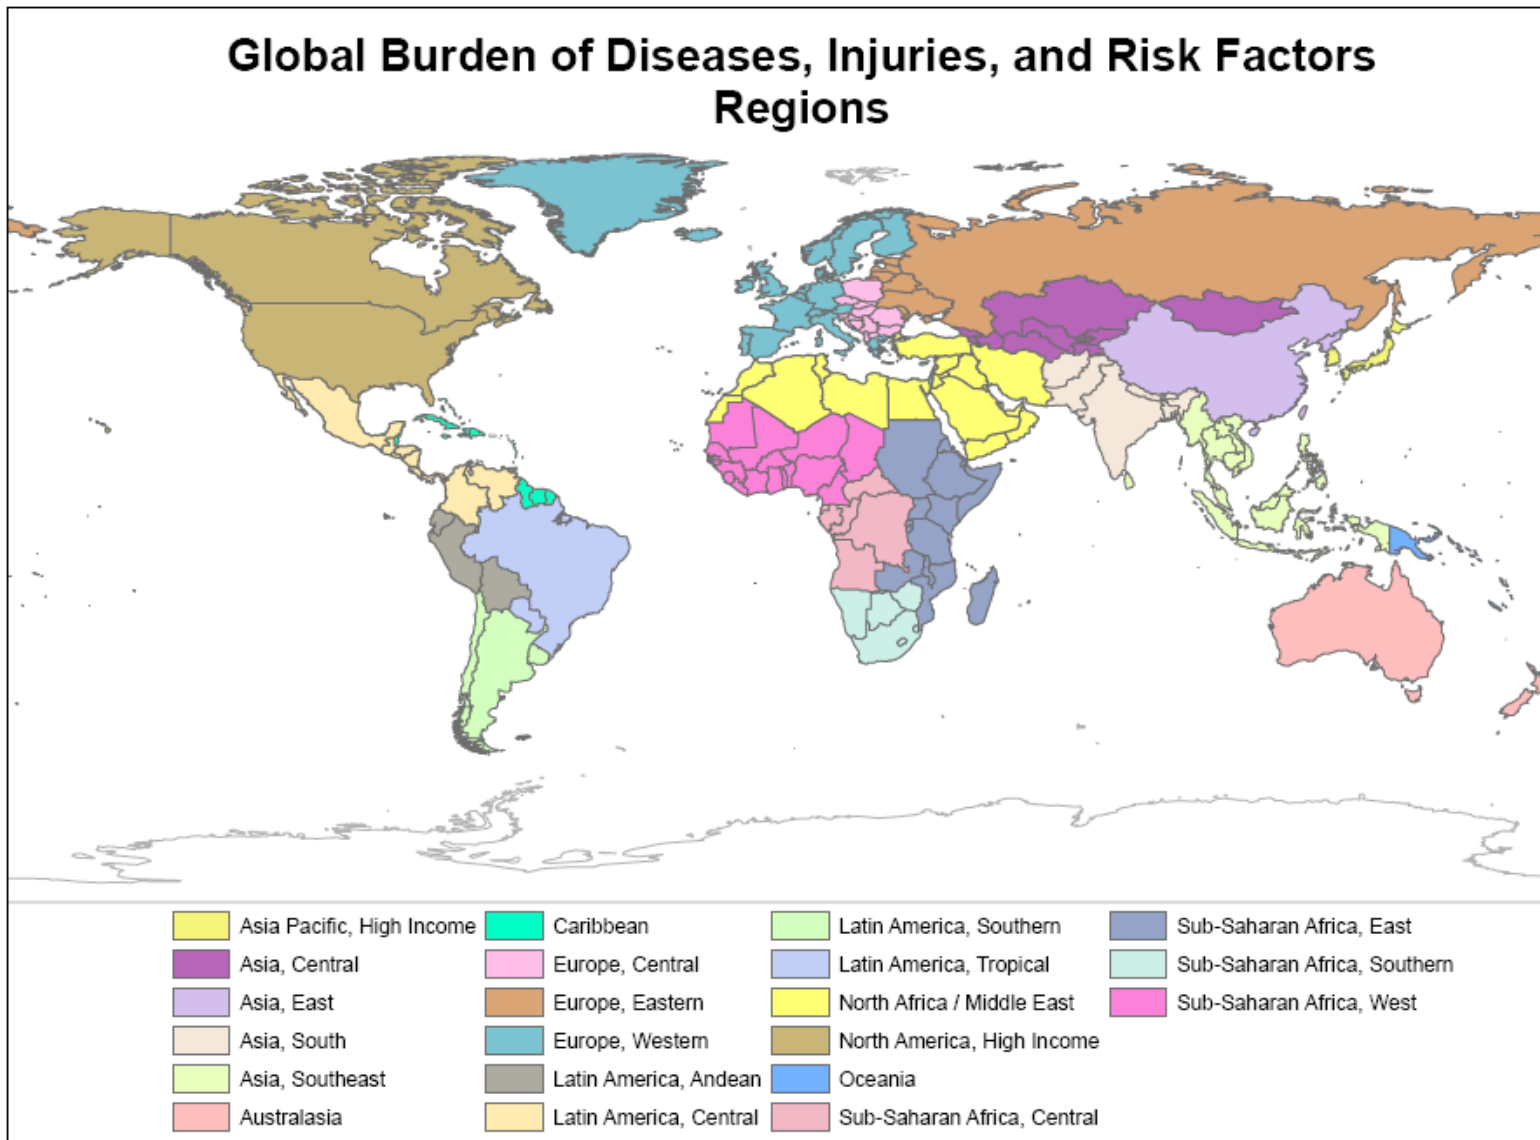 Global Burden of Diseases, Injuries, and Risk Factors
Regions
Asia Pacific, High Income
Asia, Central
Asia, East
Asia, South
Asia, Southeast
Australasia
Caribbean
Europe, Central
Europe, Eastern
Europe, Western
Latin America, Andean
Latin America, Central
Latin America, Southern
Latin America, Tropical
North Africa / Middle East
North America, High Income
Oceania
Sub-Saharan Africa, Central
Sub-Saharan Africa, East
Sub-Saharan Africa, Southern
Sub-Saharan Africa, West